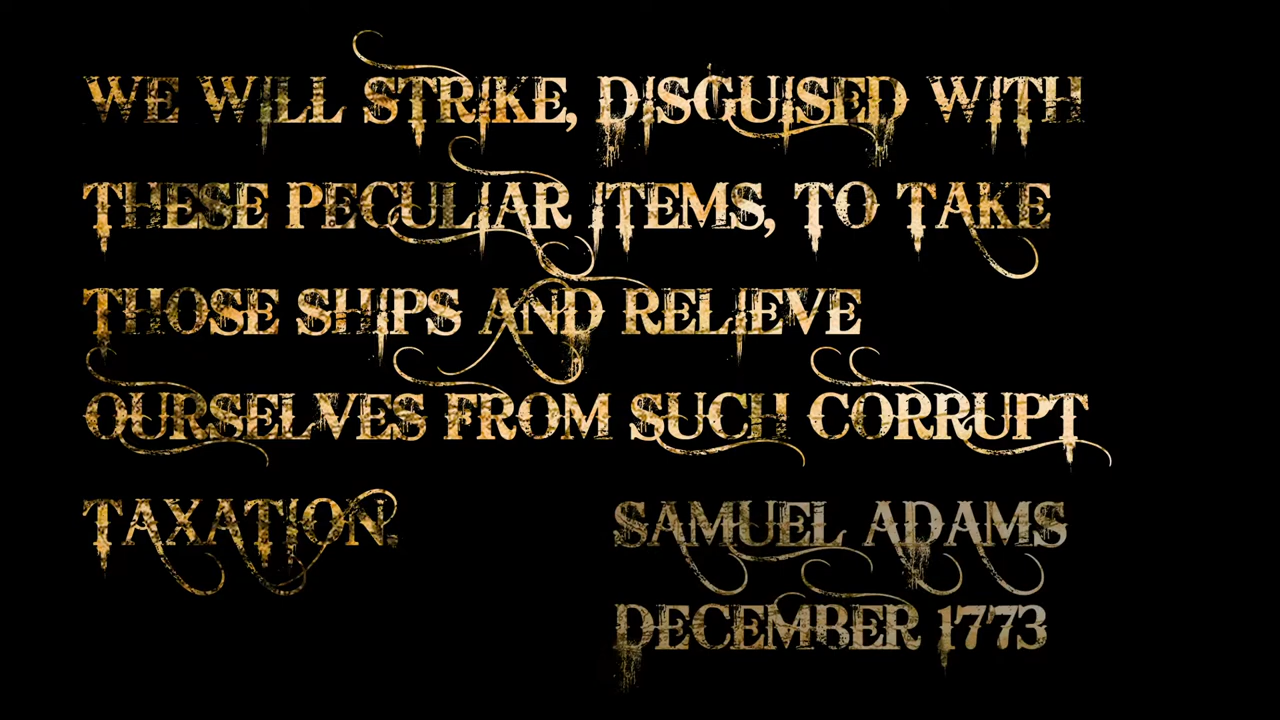 WE WILL STRIKE, DISGUISED WITH
THESE PECULIAR ITEMS, TO TAKE
THOSE SHIPS AND RELIEVE
OURSELVES FROM SUCH CORRUPT
TAXATION.
SAMUEL ADAMS
DECEMBER 1773